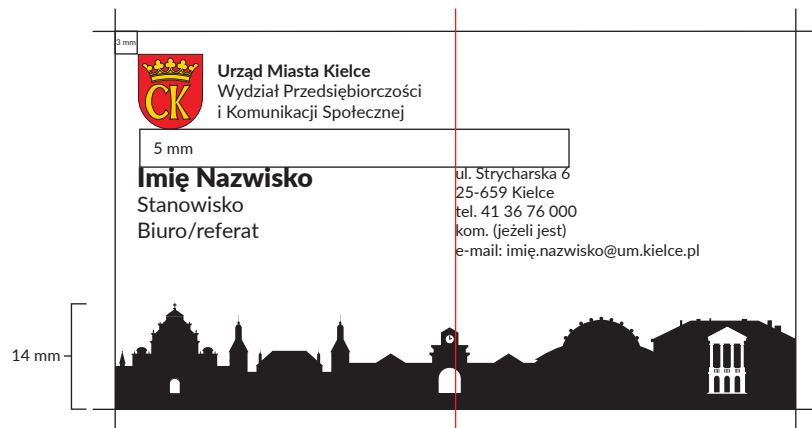 3 mm
CK
Urząd Miasta Kielce
Wydział Przedsiębiorczości
i Komunikacji Społecznej
5 mm
Imię Nazwisko
Stanowisko
Biuro/referat
ul. Strycharska 6
25-659 Kielce
tel. 41 36 76 000
kom. (jeżeli jest)
e-mail: imię.nazwisko@um.kielce.pl
14 mm